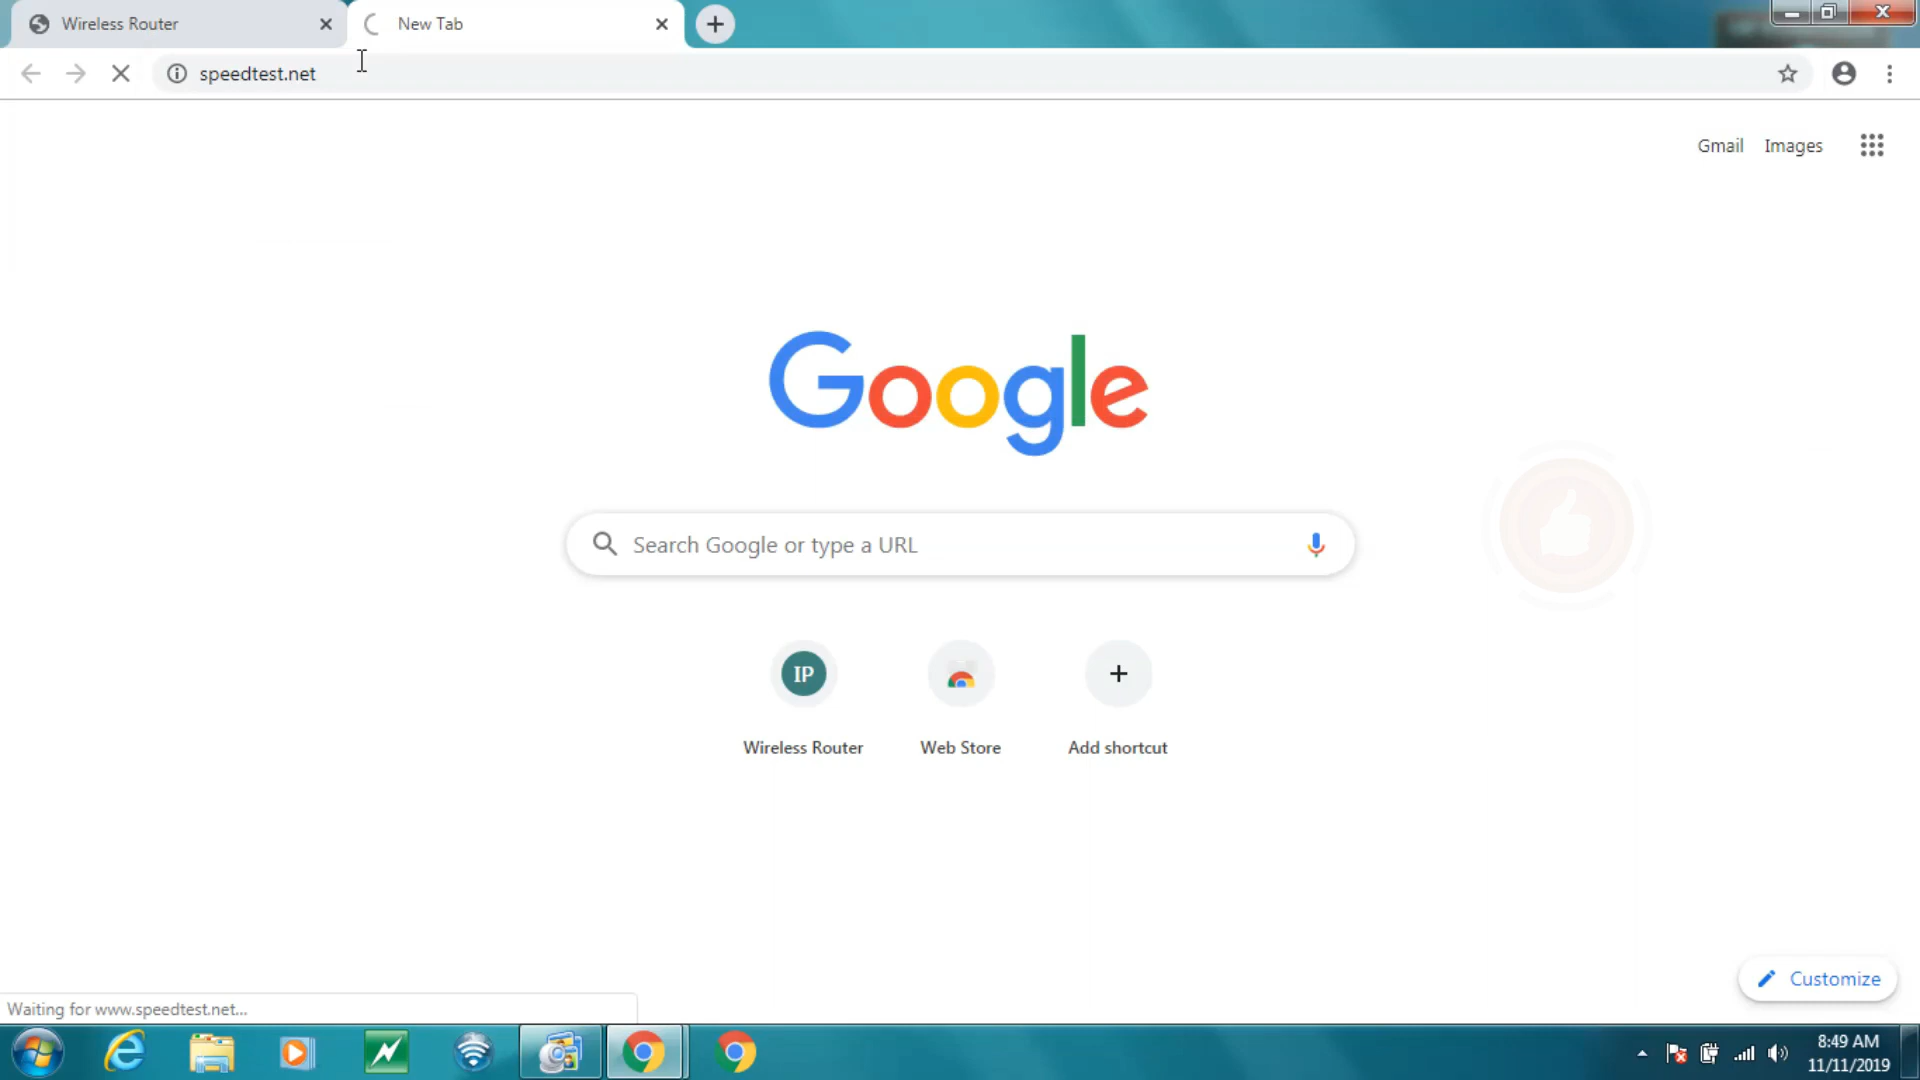 Wireless Router
New Tab
speedtest.net
Gmail
Images
Google
Search Google or type a URL
IP
Wireless Router
Web Store
Add shortcut
Customize
Waiting for www.speedtest.net...
8:49 AM
11/11/2019